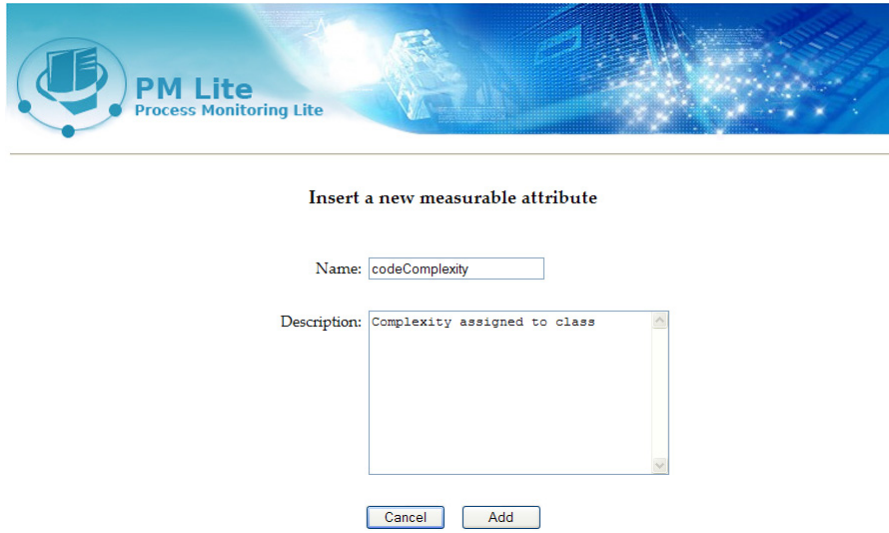 PM Lite
Process Monitoring Lite
Insert a new measurable attribute
Name: codeComplexity
Description: Complexity assigned to class
Cancel Add